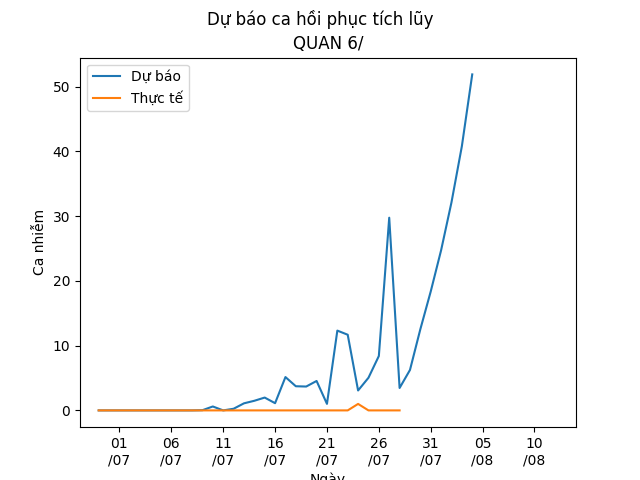 Dự báo ca hồi phục tích lũy
QUAN 6/
Dự báo
Thực tế
Ca nhiễm
50
40
30
20
10
0
01 06 11 16 21 26 31 05 10
/07 /07 /07 /07 /07 /07 /07 /08 /08
Ngày